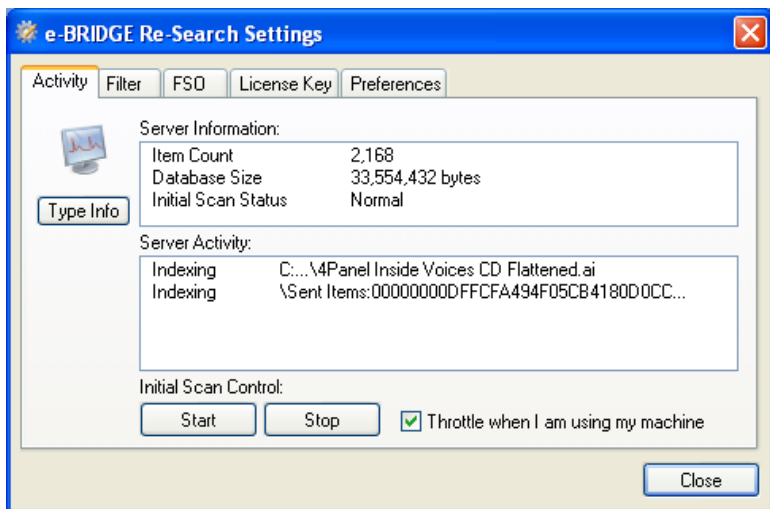 e-BRIDGE Re-Search Settings
Activity Filter FSO License Key Preferences
Server Information:
Item Count 2,168
Database Size 33,554,432 bytes
Initial Scan Status Normal
Type Info
Server Activity:
Indexing C:...\4Panel Inside Voices CD Flattened.ai
Indexing \Sent Items:00000000DFFCFA494F05CB4180D0CC...
Initial Scan Control:
Start Stop Throttle when I am using my machine
Close